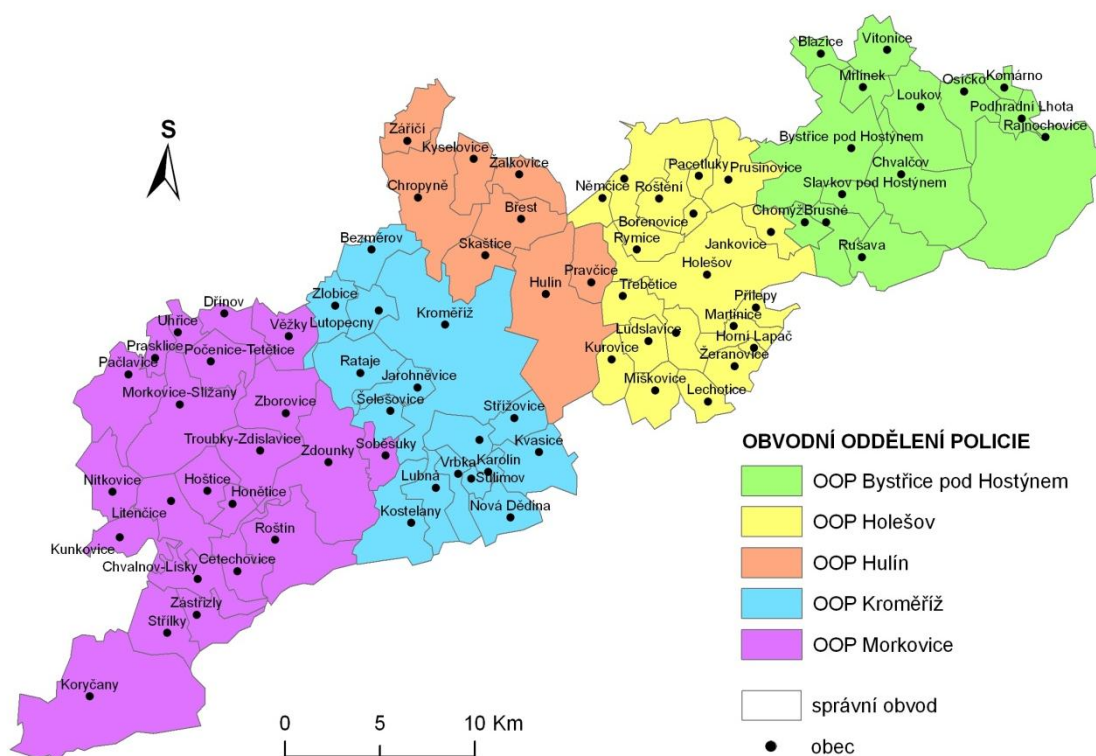 Blazice
Vítonice
Mrlínek
Osíčko
Komárno
Loukov
Podhradní Lhota
Rajnochovice
Bystřice pod Hostýnem
Chvalčov
Slavkov pod Hostýnem
Chomýž
Brusné
Rušava
S
Záříčí
Kyselovice
Žalkovice
Chropyně
Břest
Skaštice
Hulín
Pravčice
Pacetluky
Prusinovice
Němčice
Roštění
Bořenovice
Rymice
Jankovice
Holešov
Třebětice
Přílepy
Martinice
Ludslavice
Horní Lapač
Kurovice
Žeranovice
Míškovice
Lechotice
Bezměrov
Zlobice
Lutopecny
Kroměříž
Rataje
Jarohněvice
Šelešovice
Střížovice
Kvasice
Soběsuky
Vrbka
Karolín
Lubná
Sulimov
Kostelany
Nová Dědina
Dřínov
Uhřice
Věžky
Prasklice
Počenice-Tetětice
Pačlavice
Morkovice-Slížany
Zborovice
Troubky-Zdislavice
Zdounky
Nítkovice
Hoštice
Honětice
Litenčice
Roštín
Kunkovice
Cetechovice
Chvalnov-Lísky
Zástřizly
Střílky
Koryčany
OBVODNÍ ODDĚLENÍ POLICIE
OOP Bystřice pod Hostýnem
OOP Holešov
OOP Hulín
OOP Kroměříž
OOP Morkovice
správní obvod
obec
0 5 10 Km